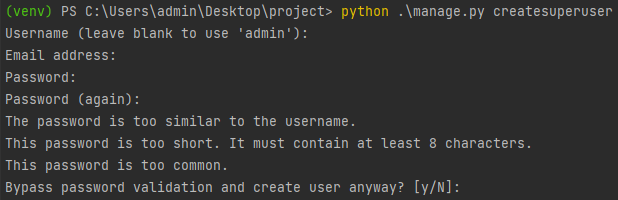 (venv) PS C:\Users\admin\Desktop\project> python .\manage.py createsuperuser
Username (leave blank to use 'admin'):
Email address:
Password:
Password (again):
The password is too similar to the username.
This password is too short. It must contain at least 8 characters.
This password is too common.
Bypass password validation and create user anyway? [y/N]: